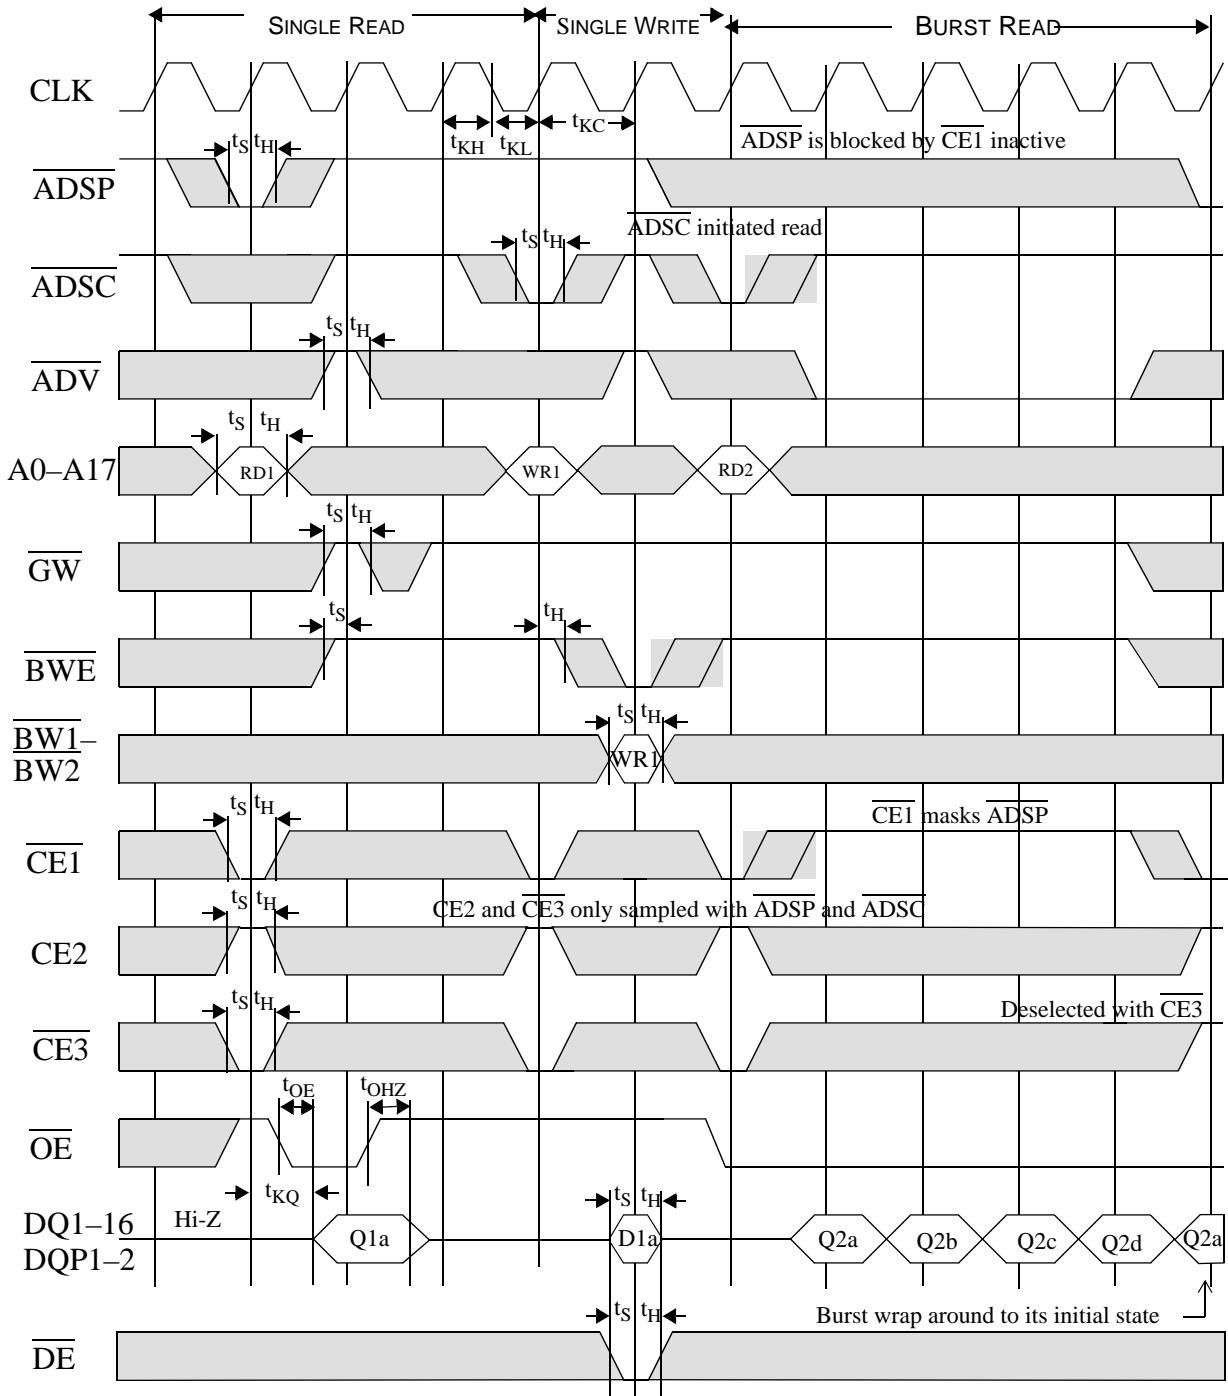 SINGLE READ SINGLE WRITE BURST READ
CLK
tKH tKL tKC
ADSP is blocked by CE1 inactive
tS tH
ADSP
ADSC initiated read
tS tH
ADSC
tS tH
ADV
tS tH
A0–A17 RD1 WR1 RD2
tS tH
GW
tS tH
BWE
tS tH
BW1–
BW2 WR1
tS tH CE1 masks ADSP
CE1
tS tH CE2 and CE3 only sampled with ADSP and ADSC
CE2
tS tH Deselected with CE3
CE3
tOE tOHZ
OE
tKQ tS tH
DQ1–16 Hi-Z Q1a D1a Q2a Q2b Q2c Q2d Q2a
DQP1–2
tS tH Burst wrap around to its initial state
DE